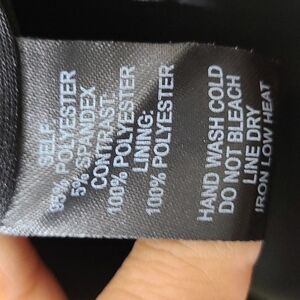 SELF:
95% POLYESTER
5% SPANDEX
CONTRAST:
100% POLYESTER
LINING:
100% POLYESTER
HAND WASH COLD
DO NOT BLEACH
LINE DRY
IRON LOW HEAT